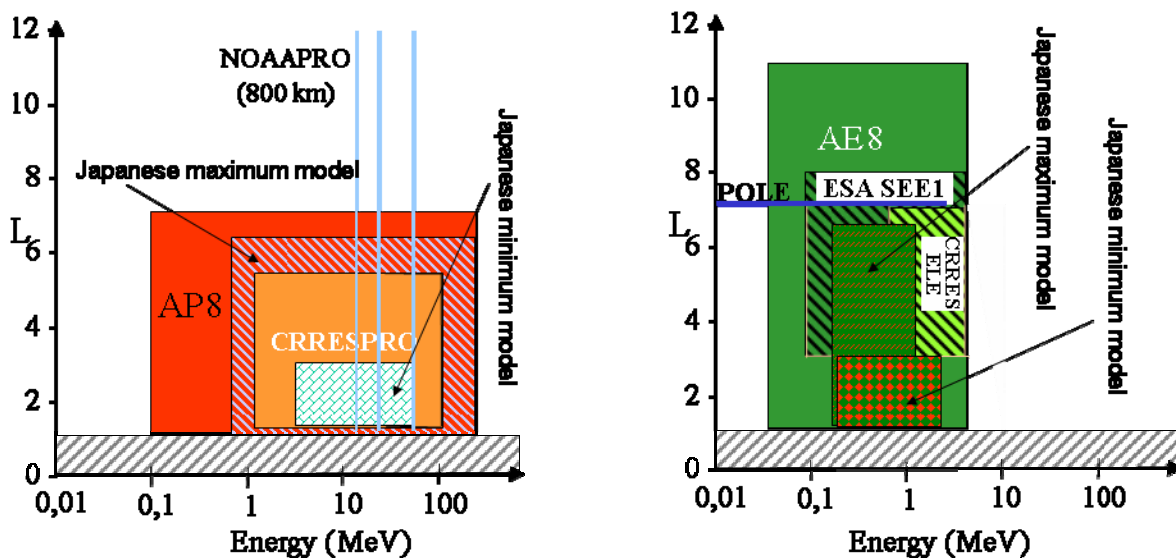 12
10
8
6
4
2
0
L
NOAAPRO
(800 km)
Japanese maximum model
Japanese minimum model
AP8
CRRESPRO
0,01
0,1
1
10
100
Energy (MeV)
12
10
8
6
4
2
0
L
AE8
POLE
ESA SEE1
CRRES
ELE
Japanese maximum model
Japanese minimum model
0,01
0,1
1
10
100
Energy (MeV)